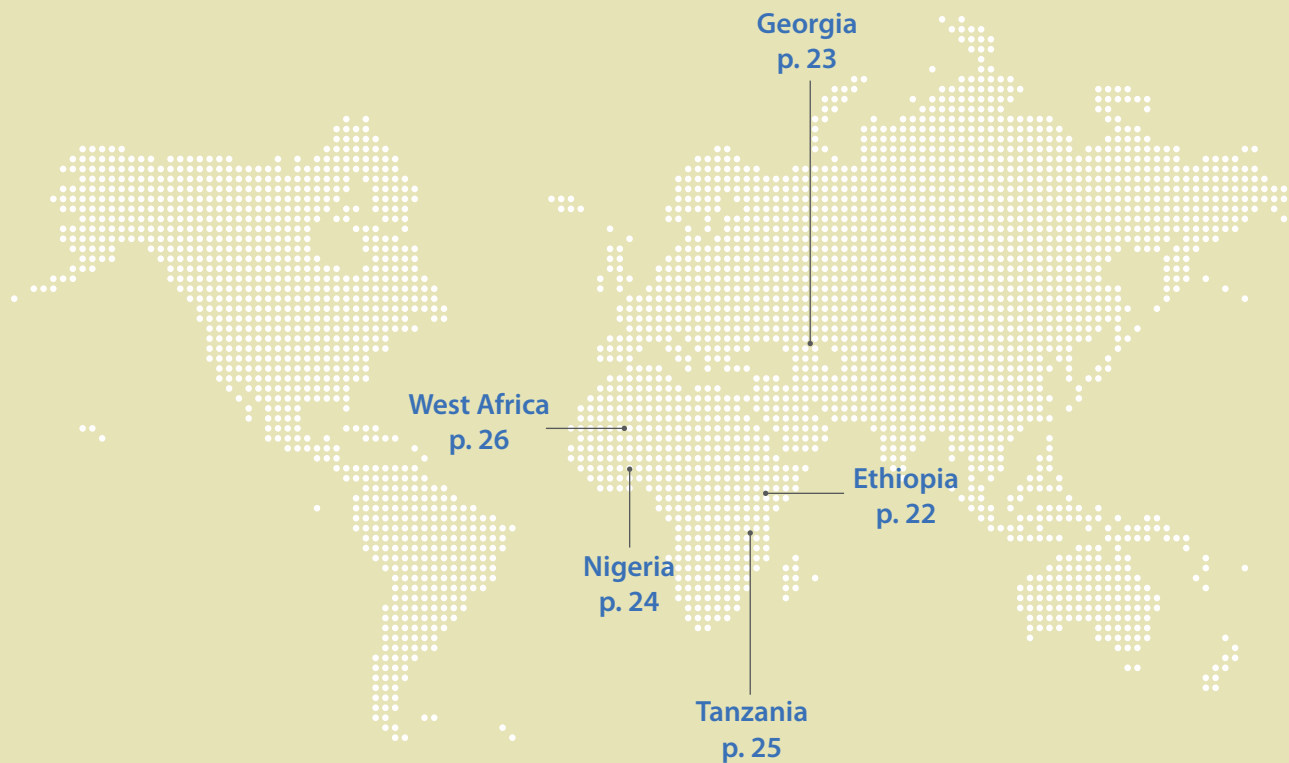 Georgia
p. 23
West Africa
p. 26
Ethiopia
p. 22
Nigeria
p. 24
Tanzania
p. 25